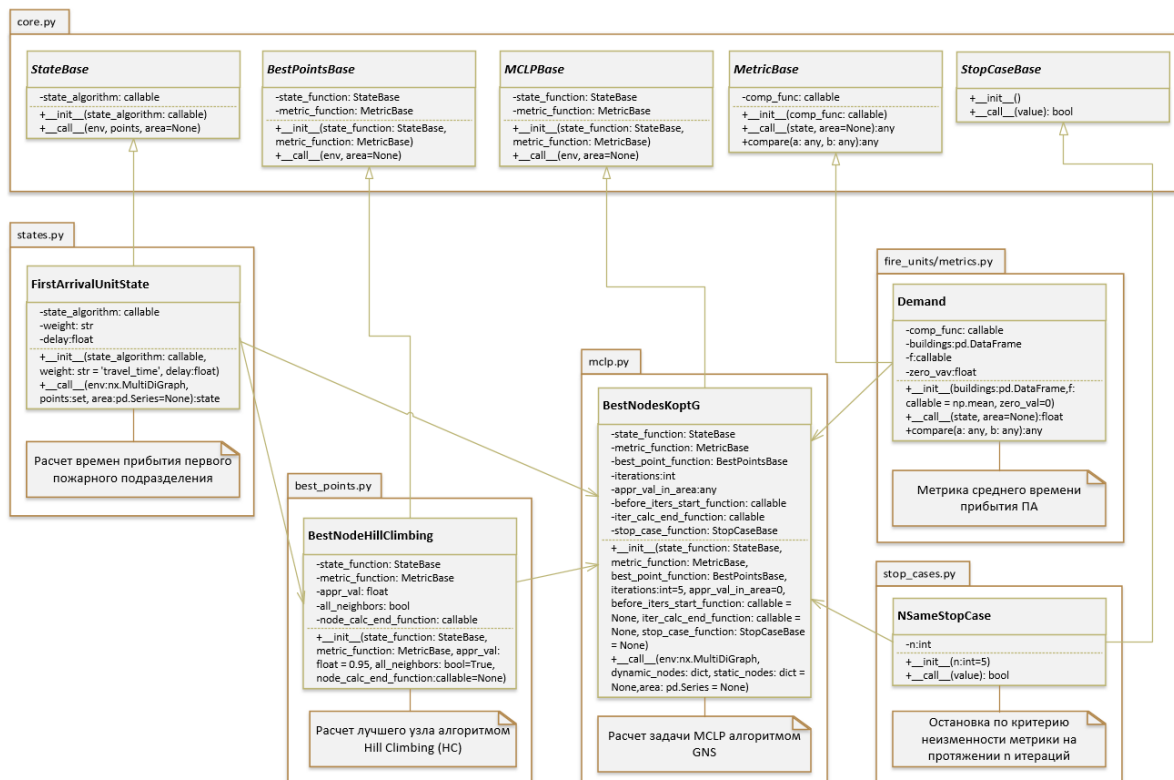 core.py
StateBase
-state_algorithm: callable
+__init__(state_algorithm: callable)
+__call__(env, points, area=None)
BestPointsBase
-state_function: StateBase
-metric_function: MetricBase
+__init__(state_function: StateBase,
metric_function: MetricBase)
+__call__(env, area=None)
MCLPBase
-state_function: StateBase
-metric_function: MetricBase
+__init__(state_function: StateBase,
metric_function: MetricBase)
+__call__(env, area=None)
MetricBase
-comp_func: callable
+__init__(comp_func: callable)
+__call__(state, area=None):any
+compare(a: any, b: any):any
StopCaseBase
+__init__()
+__call__(value): bool
states.py
FirstArrivalUnitState
-state_algorithm: callable
-weight: str
-delay:float
+__init__(state_algorithm: callable,
weight: str = 'travel_time', delay:float)
+__call__(env:nx.MultiDiGraph,
points:set, area:pd.Series=None):state
Расчет времен прибытия первого
пожарного подразделения
best_points.py
BestNodeHillClimbing
-state_function: StateBase
-metric_function: MetricBase
-appr_val: float
-all_neighbors: bool
-node_calc_end_function: callable
+__init__(state_function: StateBase,
metric_function: MetricBase, appr_val:
float = 0.95, all_neighbors: bool=True,
node_calc_end_function:callable=None)
Расчет лучшего узла алгоритмом
Hill Climbing (HC)
mclp.py
BestNodesKoptG
-state_function: StateBase
-metric_function: MetricBase
-best_point_function: BestPointsBase
-iterations:int
-appr_val_in_area:any
-before_iters_start_function: callable
-iter_calc_end_function: callable
-stop_case_function: StopCaseBase
+__init__(state_function: StateBase,
metric_function: MetricBase,
best_point_function: BestPointsBase,
iterations:int=5, appr_val_in_area=0,
before_iters_start_function: callable =
None, iter_calc_end_function: callable =
None, stop_case_function: StopCaseBase
= None)
+__call__(env:nx.MultiDiGraph,
dynamic_nodes: dict, static_nodes: dict =
None,area: pd.Series = None)
Расчет задачи MCLP алгоритмом
GNS
fire_units/metrics.py
Demand
-comp_func: callable
-buildings:pd.DataFrame
-f:callable
-zero_vav:float
+__init__(buildings:pd.DataFrame,f:
callable = np.mean, zero_val=0)
+__call__(state, area=None):float
+compare(a: any, b: any):any
Метрика среднего времени
прибытия ПА
stop_cases.py
NSameStopCase
-n:int
+__init__(n:int=5)
+__call__(value): bool
Остановка по критерию
неизменности метрики на
протяжении n итераций